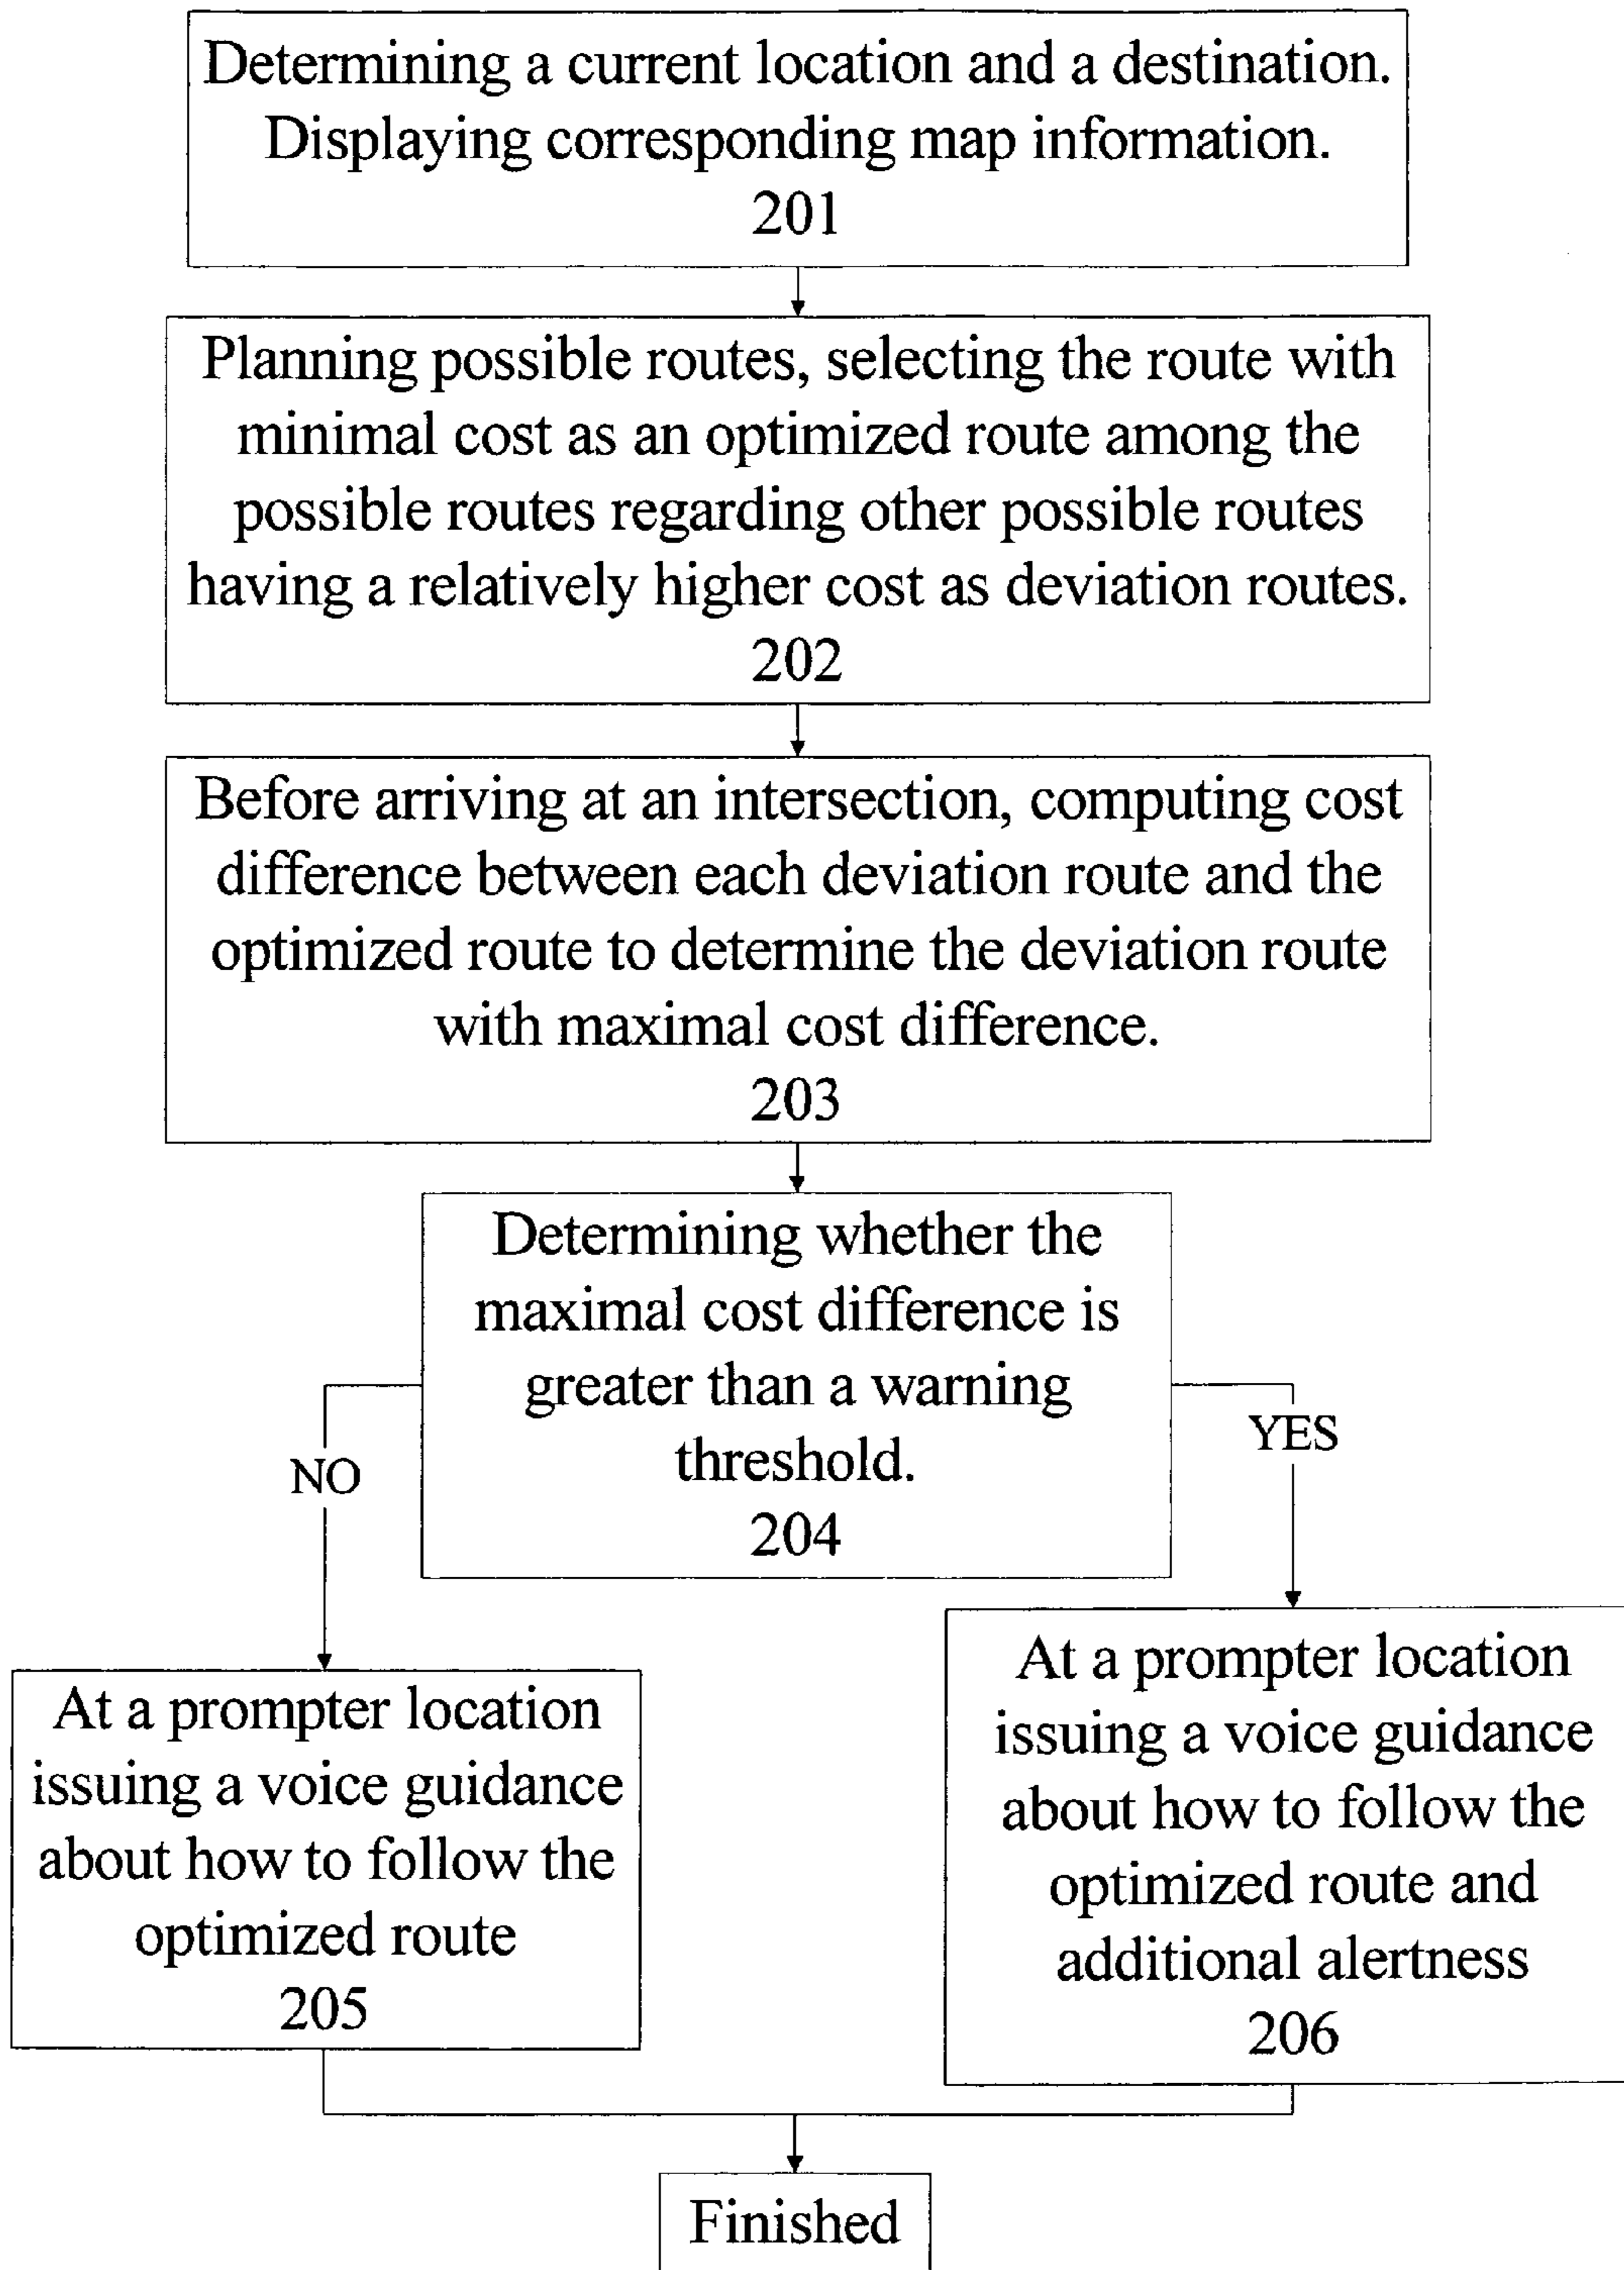 Determining a current location and a destination.
Displaying corresponding map information.
201
Planning possible routes, selecting the route with
minimal cost as an optimized route among the
possible routes regarding other possible routes
having a relatively higher cost as deviation routes.
202
Before arriving at an intersection, computing cost
difference between each deviation route and the
optimized route to determine the deviation route
with maximal cost difference.
203
Determining whether the
maximal cost difference is
greater than a warning
threshold.
204
NO
YES
At a prompter location
issuing a voice guidance
about how to follow the
optimized route
205
At a prompter location
issuing a voice guidance
about how to follow the
optimized route and
additional alertness
206
Finished